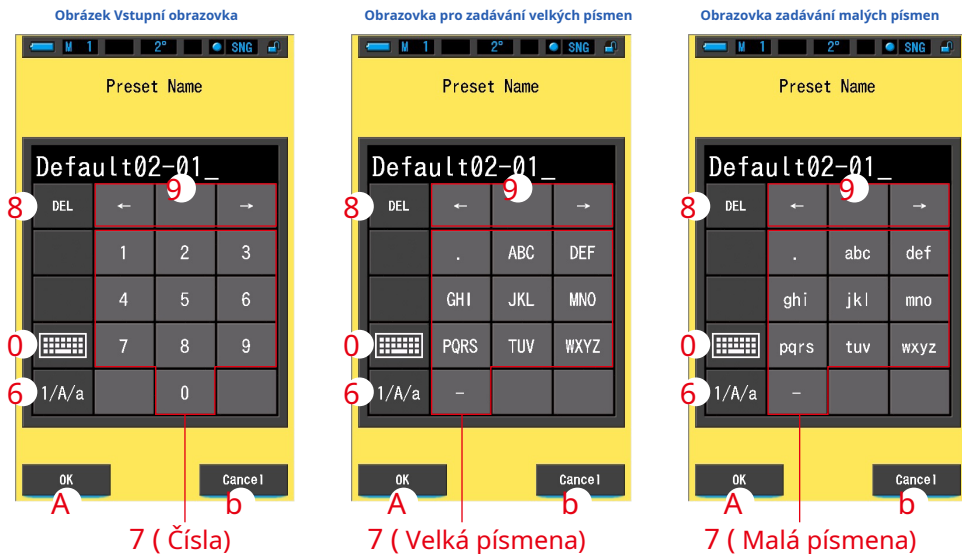 Obrázek Vstupní obrazovka
M 1 2° SNG
Preset Name
Default02-01_
9
8 DEL ← →
1 2 3
4 5 6
0 7 8 9
6 1/A/a 0
OK Cancel
A b
7 ( Čísla)
Obrazovka pro zadávání velkých písmen
M 1 2° SNG
Preset Name
Default02-01_
9
8 DEL ← →
. ABC DEF
GHI JKL MNO
0 PQRS TUV WXYZ
6 1/A/a –
OK Cancel
A b
7 ( Velká písmena)
Obrazovka zadávání malých písmen
M 1 2° SNG
Preset Name
Default02-01_
9
8 DEL ← →
. abc def
ghi jkl mno
0 pqrs tuv wxyz
6 1/A/a –
OK Cancel
A b
7 ( Malá písmena)